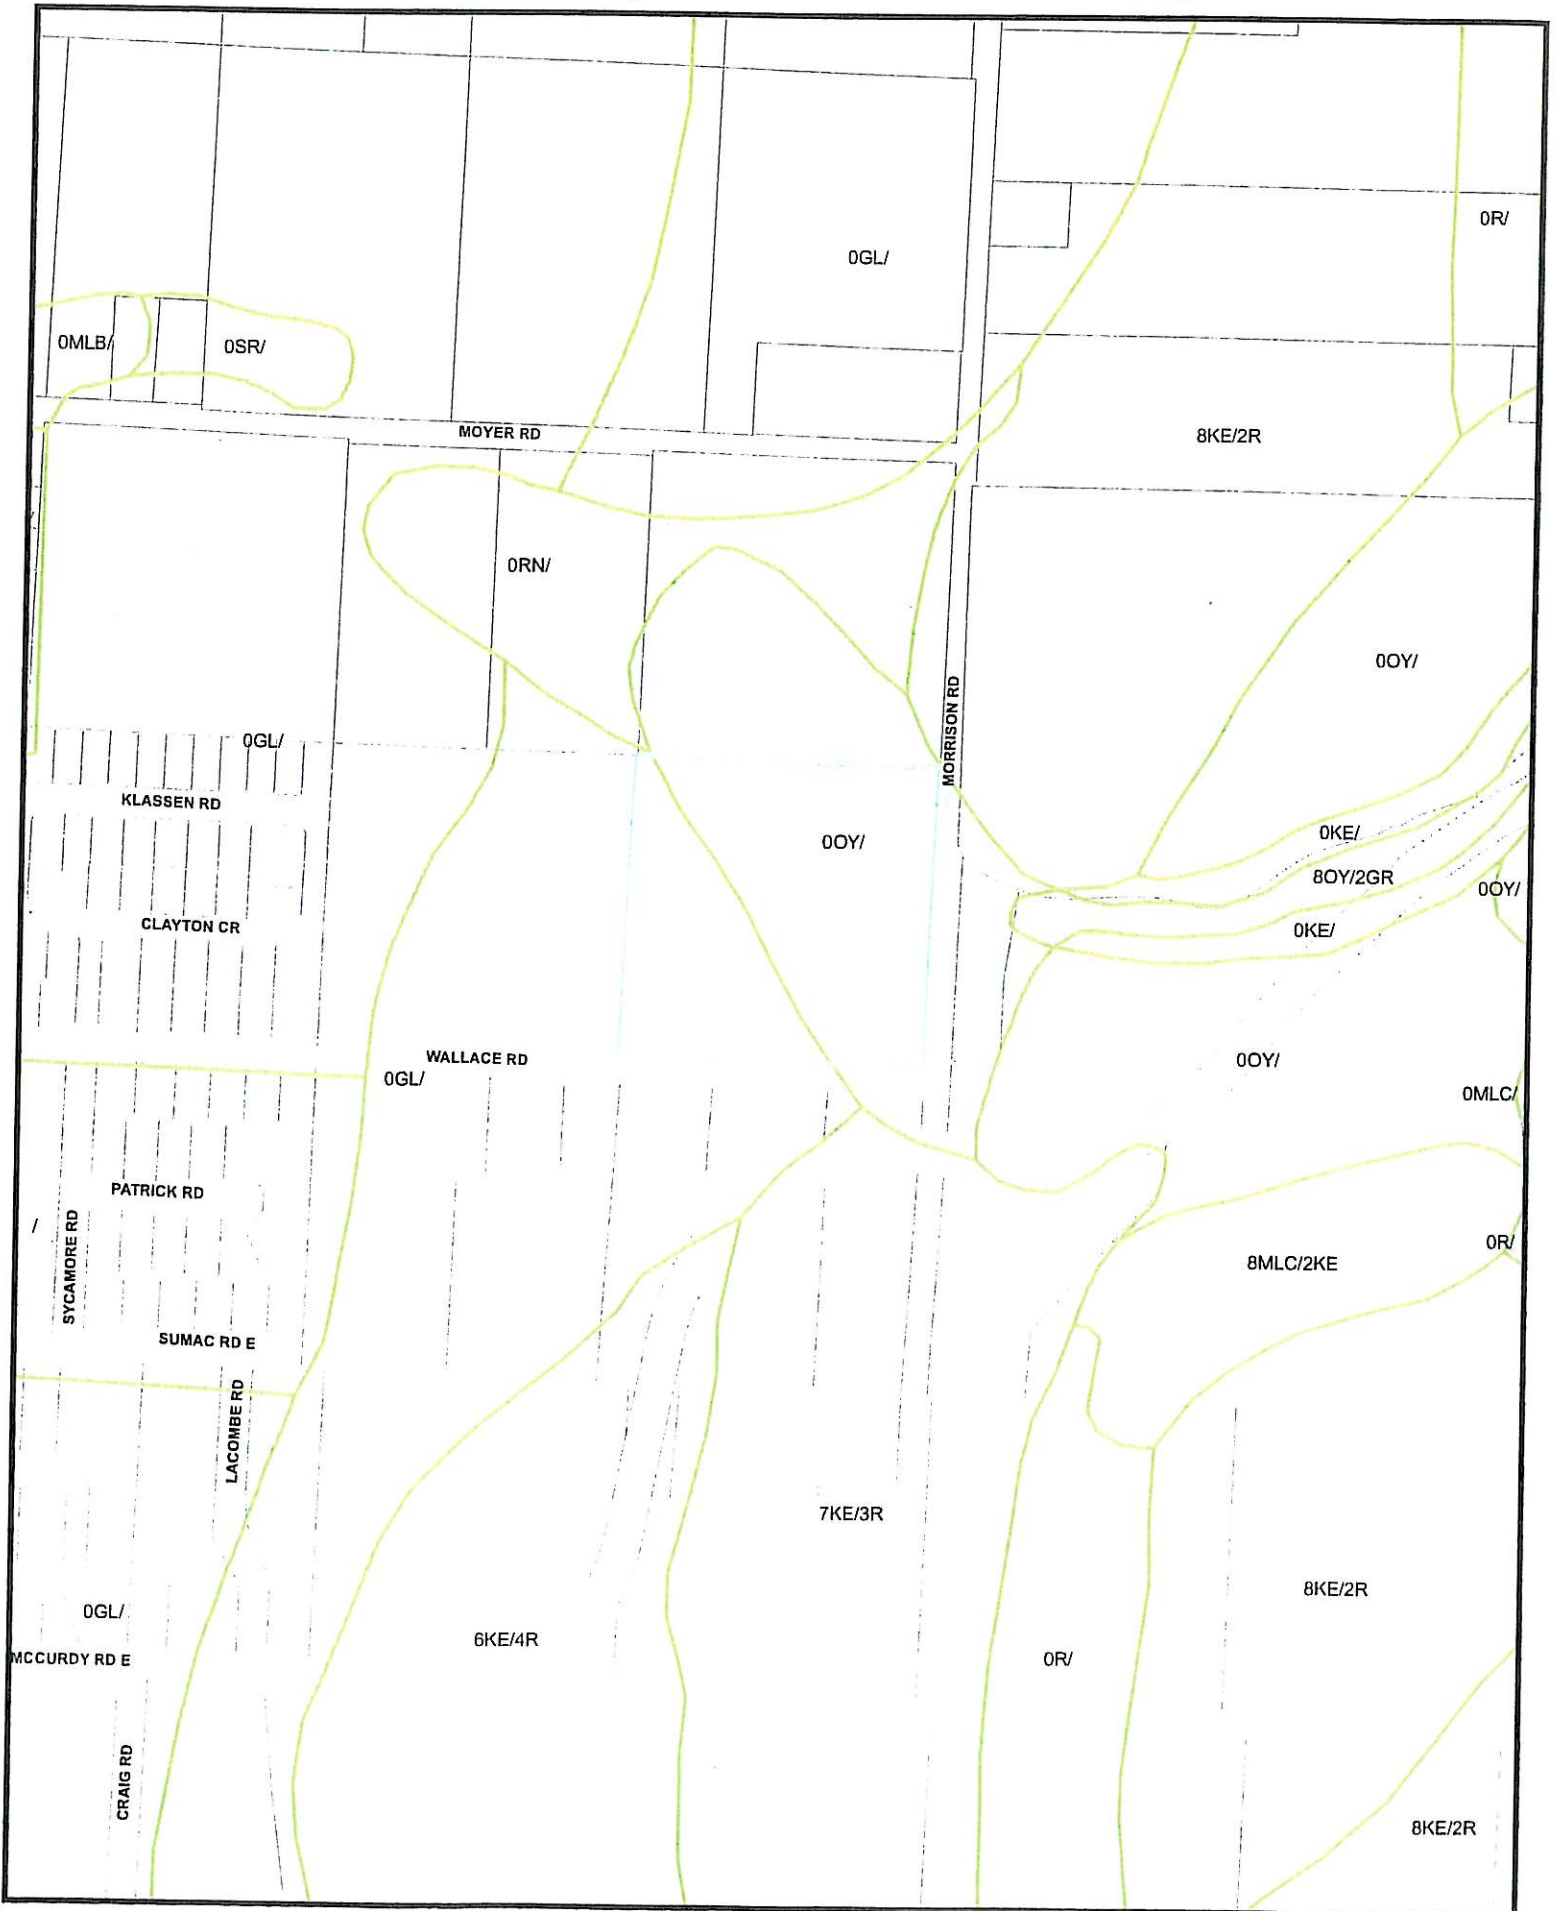 0R/
0GL/
0MLB/
0SR/
MOYER RD
8KE/2R
0RN/
0OY/
MORRISON RD
0GL/
KLASSEN RD
0KE/
0OY/
8OY/2GR
0OY/
CLAYTON CR
0KE/
WALLACE RD
0OY/
0GL/
0MLC/
PATRICK RD
/
SYCAMORE RD
0R/
8MLC/2KE
SUMAC RD E
LACOMBE RD
7KE/3R
8KE/2R
0GL/
6KE/4R
MCCURDY RD E
0R/
CRAIG RD
8KE/2R